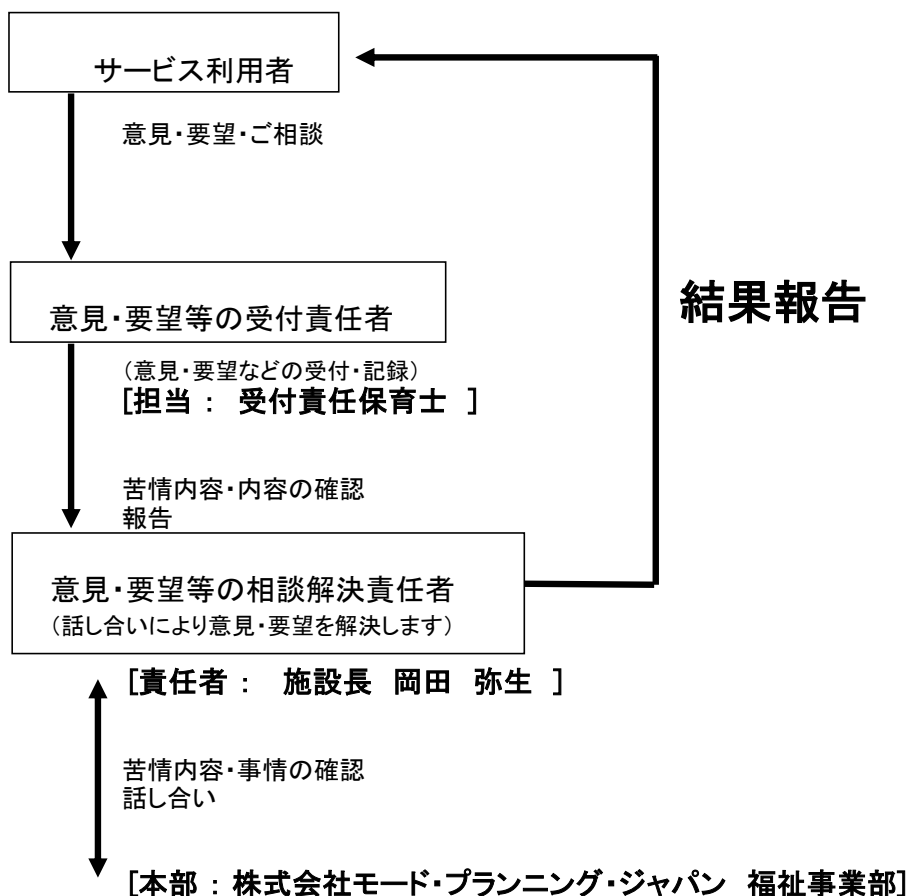 サービス利用者
意見・要望・ご相談
意見・要望等の受付責任者
（意見・要望などの受付・記録）
［担当 ： 受付責任保育士 ］
結果報告
苦情内容・内容の確認
報告
意見・要望等の相談解決責任者
（話し合いにより意見・要望を解決します）
［責任者 ： 施設長 岡田 弥生 ］
苦情内容・事情の確認
話し合い
［本部 ： 株式会社モード・プランニング・ジャパン 福祉事業部］